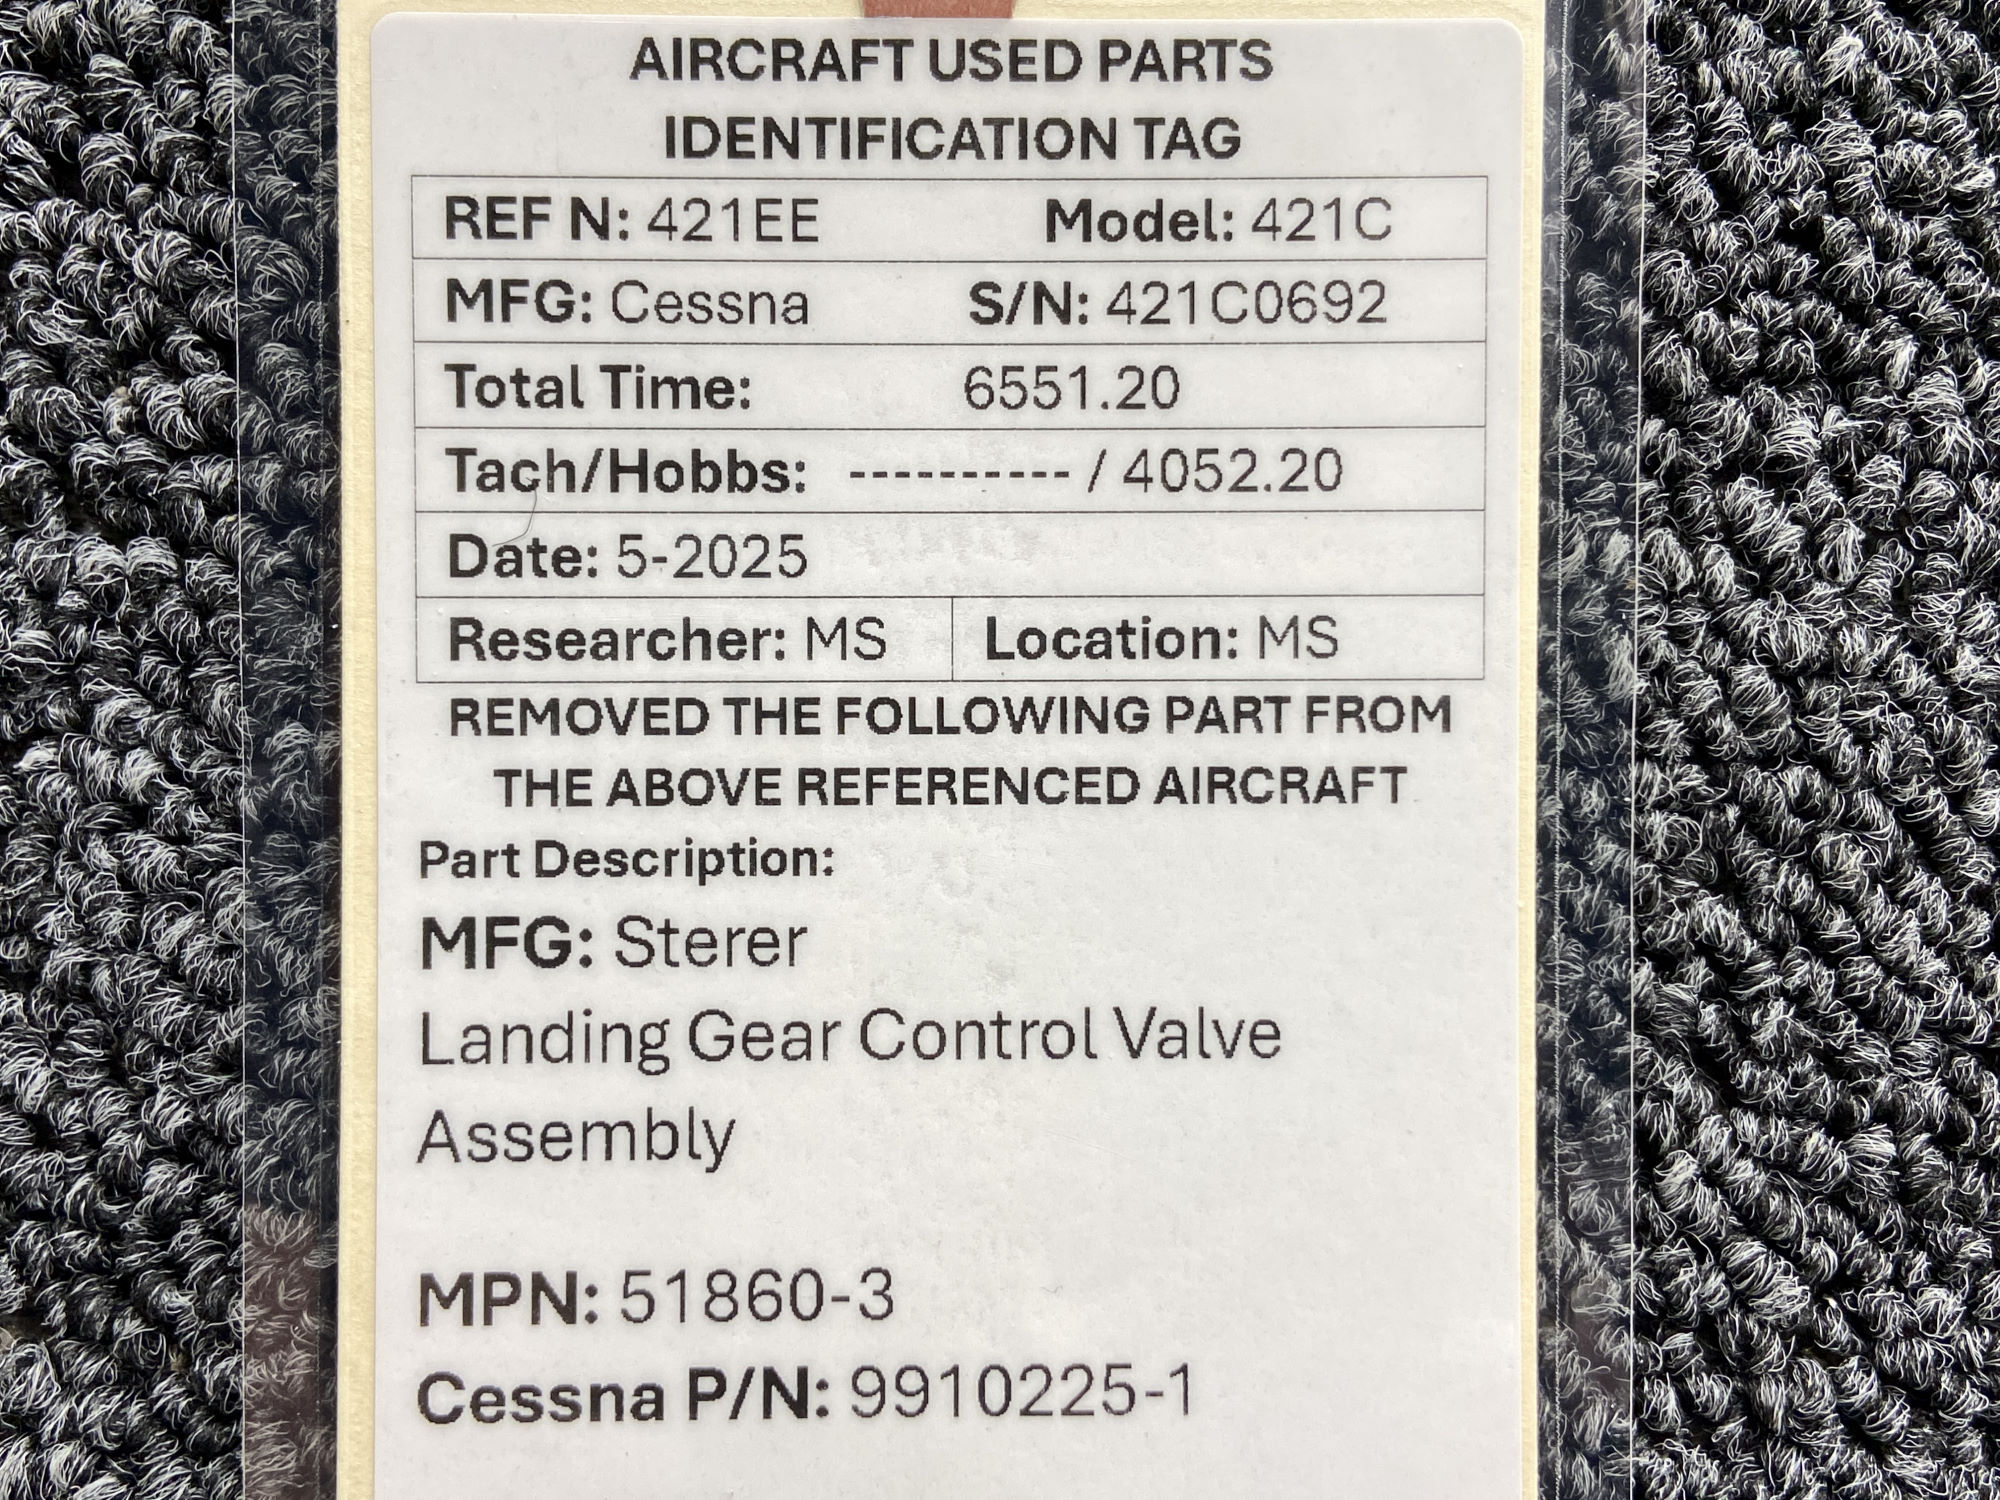 AIRCRAFT USED PARTS
IDENTIFICATION TAG
REF N: 421EE Model: 421C
MFG: Cessna S/N: 421C0692
Total Time: 6551.20
Tach/Hobbs: ---------- / 4052.20
Date: 5-2025
Researcher: MS Location: MS
REMOVED THE FOLLOWING PART FROM
THE ABOVE REFERENCED AIRCRAFT
Part Description:
MFG: Sterer
Landing Gear Control Valve
Assembly
MPN: 51860-3
Cessna P/N: 9910225-1